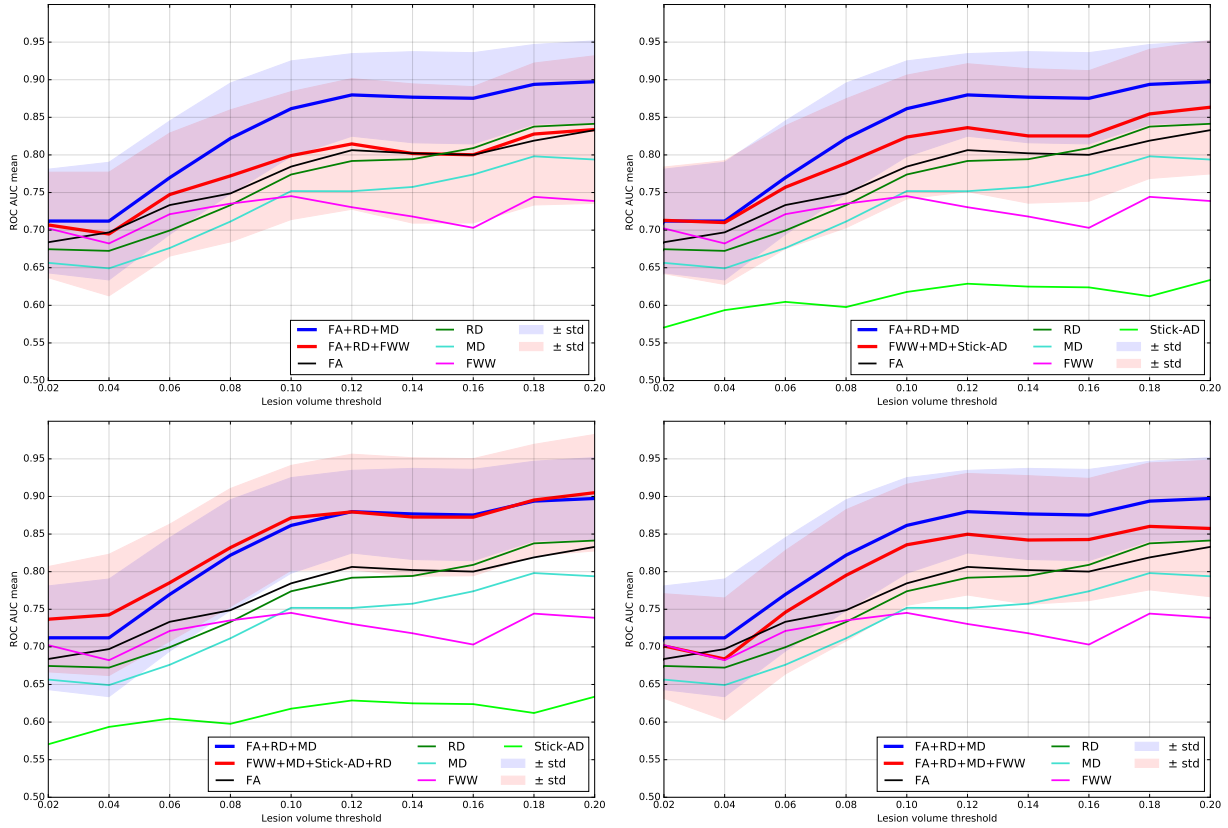 0.95
0.90
0.85
0.80
0.75
0.70
0.65
0.60
0.55
0.50
ROC AUC mean
0.02 0.04 0.06 0.08 0.10 0.12 0.14 0.16 0.18 0.20
Lesion volume threshold
FA+RD+MD RD ± std
FA+RD+FWW MD ± std
FA FWW
0.95
0.90
0.85
0.80
0.75
0.70
0.65
0.60
0.55
0.50
ROC AUC mean
0.02 0.04 0.06 0.08 0.10 0.12 0.14 0.16 0.18 0.20
Lesion volume threshold
FA+RD+MD RD Stick-AD
FWW+MD+Stick-AD MD ± std
FA FWW ± std
0.95
0.90
0.85
0.80
0.75
0.70
0.65
0.60
0.55
0.50
ROC AUC mean
0.02 0.04 0.06 0.08 0.10 0.12 0.14 0.16 0.18 0.20
Lesion volume threshold
FA+RD+MD RD Stick-AD
FWW+MD+Stick-AD+RD MD ± std
FA FWW ± std
0.95
0.90
0.85
0.80
0.75
0.70
0.65
0.60
0.55
0.50
ROC AUC mean
0.02 0.04 0.06 0.08 0.10 0.12 0.14 0.16 0.18 0.20
Lesion volume threshold
FA+RD+MD RD ± std
FA+RD+MD+FWW MD ± std
FA FWW